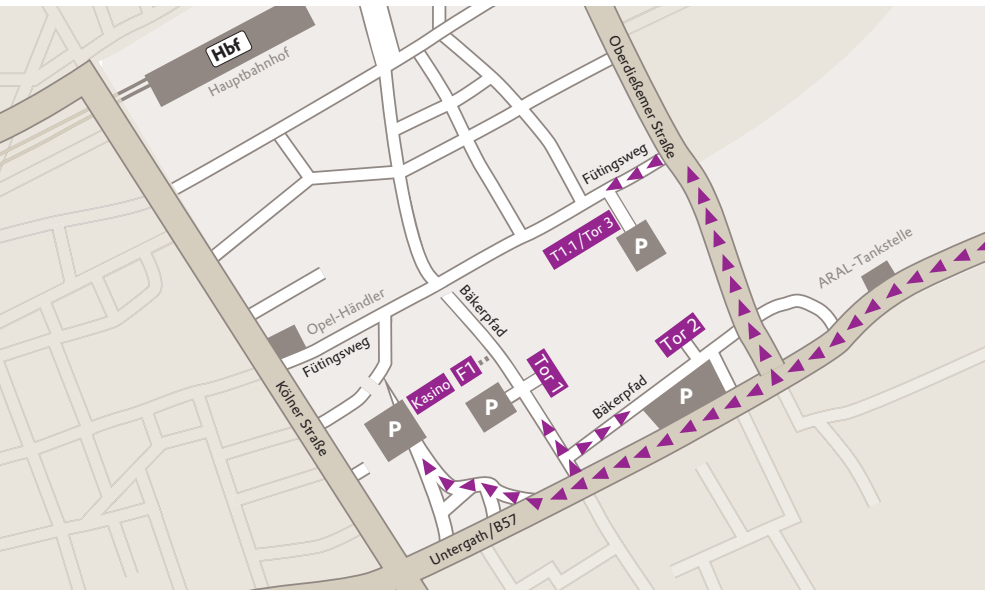 Hbf
Hauptbahnhof
Oberdießemer Straße
Fütingsweg
T1.1/Tor 3
P
ARAL-Tankstelle
Opel-Händler
Bäkerpfad
Fütingsweg
Tor 2
Kasino
F1
Tor 1
Kölner Straße
P
P
Bäkerpfad
P
Untergath/B57